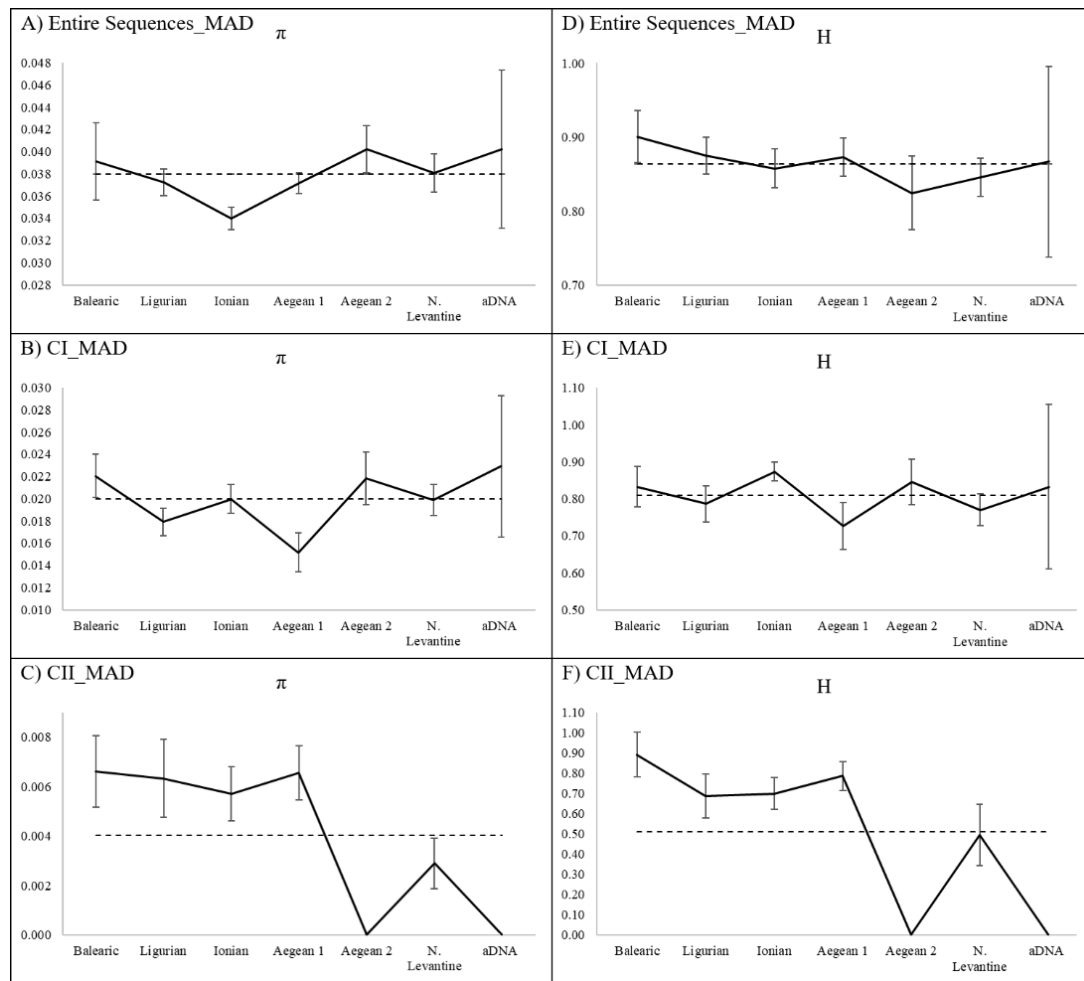 A) Entire Sequences_MAD
π
0.048
0.046
0.044
0.042
0.040
0.038
0.036
0.034
0.032
0.030
0.028
Balearic Ligurian Ionian Aegean 1 Aegean 2 N. Levantine aDNA
D) Entire Sequences_MAD
H
1.00
0.90
0.80
0.70
Balearic Ligurian Ionian Aegean 1 Aegean 2 N. Levantine aDNA
B) CI_MAD
π
0.030
0.028
0.026
0.024
0.022
0.020
0.018
0.016
0.014
0.012
0.010
Balearic Ligurian Ionian Aegean 1 Aegean 2 N. Levantine aDNA
E) CI_MAD
H
1.10
1.00
0.90
0.80
0.70
0.60
0.50
Balearic Ligurian Ionian Aegean 1 Aegean 2 N. Levantine aDNA
C) CII_MAD
π
0.008
0.006
0.004
0.002
0.000
Balearic Ligurian Ionian Aegean 1 Aegean 2 N. Levantine aDNA
F) CII_MAD
H
1.10
1.00
0.90
0.80
0.70
0.60
0.50
0.40
0.30
0.20
0.10
0.00
Balearic Ligurian Ionian Aegean 1 Aegean 2 N. Levantine aDNA